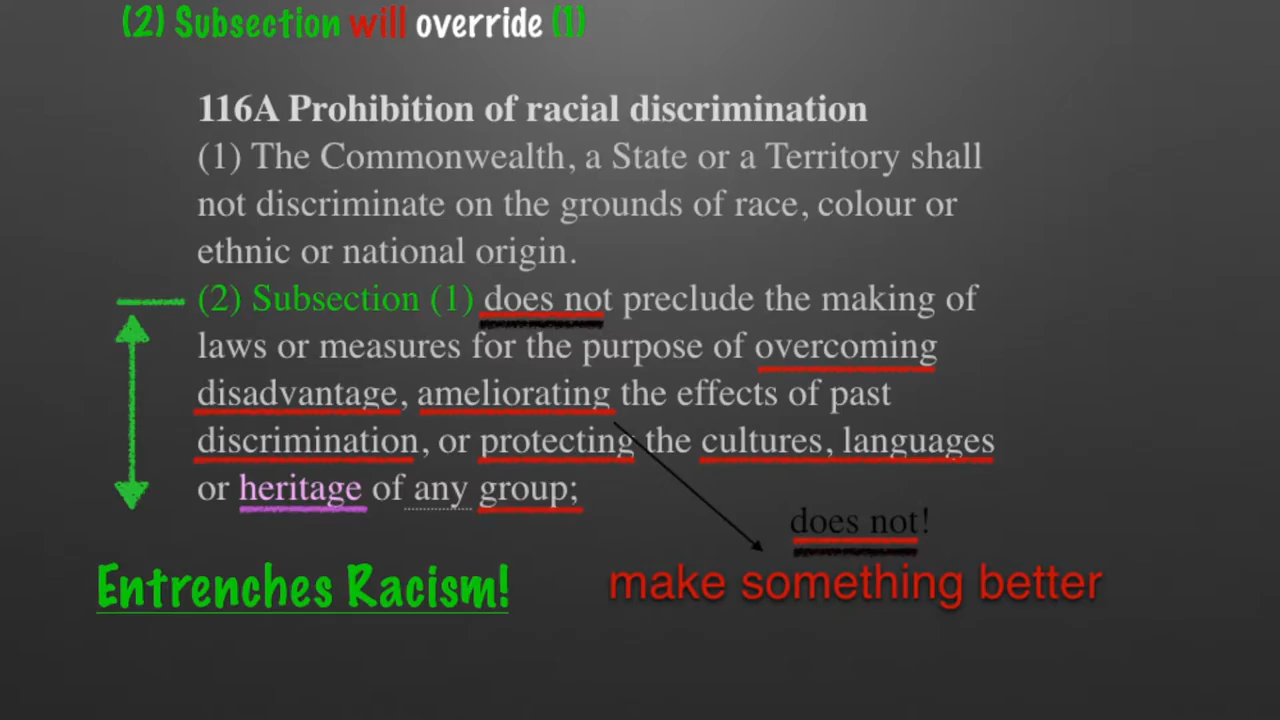 (2) Subsection will override (1)
116A Prohibition of racial discrimination
(1) The Commonwealth, a State or a Territory shall
not discriminate on the grounds of race, colour or
ethnic or national origin.
(2) Subsection (1) does not preclude the making of
laws or measures for the purpose of overcoming
disadvantage, ameliorating the effects of past
discrimination, or protecting the cultures, languages
or heritage of any group;
does not!
Entrenches Racism!
make something better